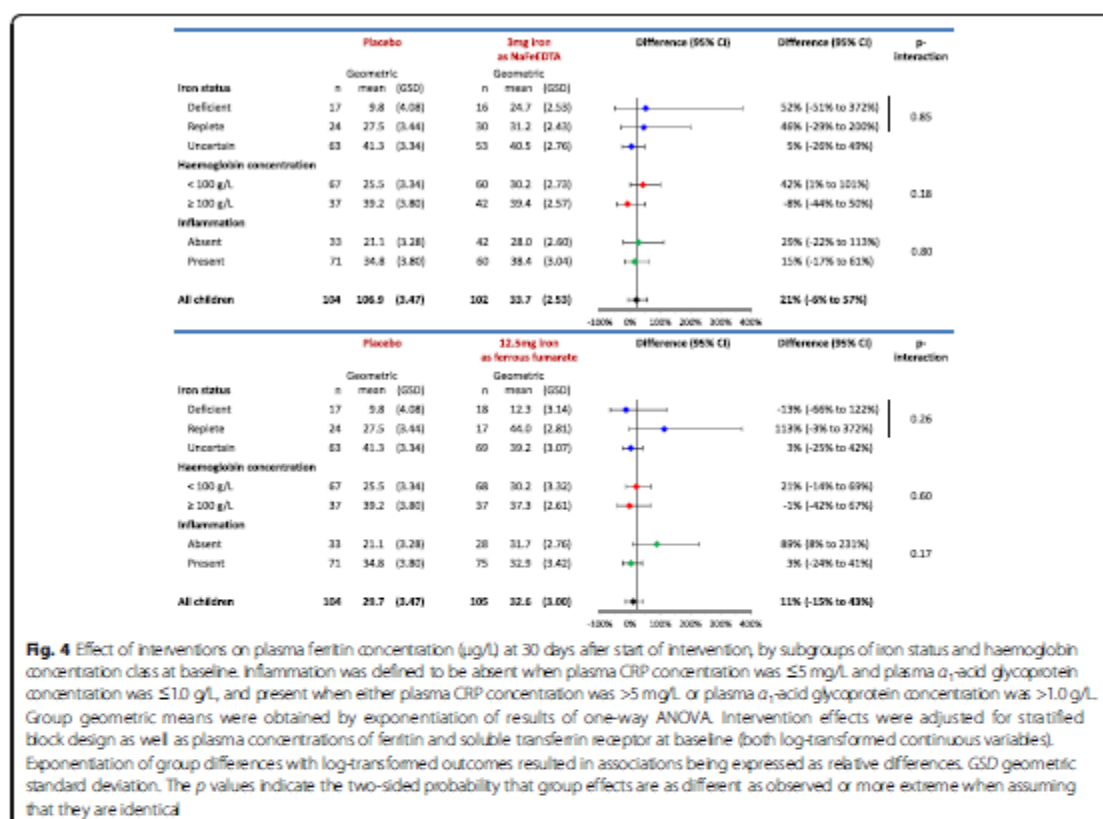 Placebo 3mg iron Difference (95% CI) Difference (95% CI) p-
as NaFeEDTA interaction
Geometric Geometric
Iron status n mean (GSD) n mean (GSD)
Deficient 17 9.8 (4.08) 16 24.7 (2.53) 52% (-51% to 372%)
0.85
Replete 24 27.5 (3.44) 30 31.2 (2.43) 46% (-29% to 200%)
Uncertain 63 41.3 (3.34) 53 40.5 (2.76) 5% (-26% to 49%)
Haemoglobin concentration
< 100 g/L 67 25.5 (3.34) 60 30.2 (2.73) 42% (1% to 101%)
0.18
≥ 100 g/L 37 39.2 (3.80) 42 39.4 (2.57) -8% (-44% to 50%)
Inflammation
Absent 33 21.1 (3.28) 42 28.0 (2.60) 29% (-22% to 113%)
0.80
Present 71 34.8 (3.80) 60 38.4 (3.04) 15% (-17% to 61%)
All children 104 106.9 (3.47) 102 33.7 (2.53) 21% (-6% to 57%)
-100% 0% 100% 200% 300% 400%
Placebo 12.5mg iron Difference (95% CI) Difference (95% CI) p-
as ferrous fumarate interaction
Geometric Geometric
Iron status n mean (GSD) n mean (GSD)
Deficient 17 9.8 (4.08) 18 12.3 (3.14) -13% (-66% to 122%)
0.26
Replete 24 27.5 (3.44) 17 44.0 (2.81) 113% (-3% to 372%)
Uncertain 63 41.3 (3.34) 69 39.2 (3.07) 3% (-25% to 42%)
Haemoglobin concentration
< 100 g/L 67 25.5 (3.34) 68 30.2 (3.32) 21% (-14% to 69%)
0.60
≥ 100 g/L 37 39.2 (3.80) 37 37.3 (2.61) -1% (-42% to 67%)
Inflammation
Absent 33 21.1 (3.28) 28 31.7 (2.76) 89% (8% to 231%)
0.17
Present 71 34.8 (3.80) 75 32.9 (3.42) 3% (-24% to 41%)
All children 104 29.7 (3.47) 105 32.6 (3.00) 11% (-15% to 43%)
-100% 0% 100% 200% 300% 400%
Fig. 4 Effect of interventions on plasma ferritin concentration (µg/L) at 30 days after start of intervention, by subgroups of iron status and haemoglobin
concentration class at baseline. Inflammation was defined to be absent when plasma CRP concentration was ≤5 mg/L and plasma α₁-acid glycoprotein
concentration was ≤1.0 g/L, and present when either plasma CRP concentration was >5 mg/L or plasma α₁-acid glycoprotein concentration was >1.0 g/L.
Group geometric means were obtained by exponentiation of results of one-way ANOVA. Intervention effects were adjusted for stratified
block design as well as plasma concentrations of ferritin and soluble transferrin receptor at baseline (both log-transformed continuous variables).
Exponentiation of group differences with log-transformed outcomes resulted in associations being expressed as relative differences. GSD geometric
standard deviation. The p values indicate the two-sided probability that group effects are as different as observed or more extreme when assuming
that they are identical